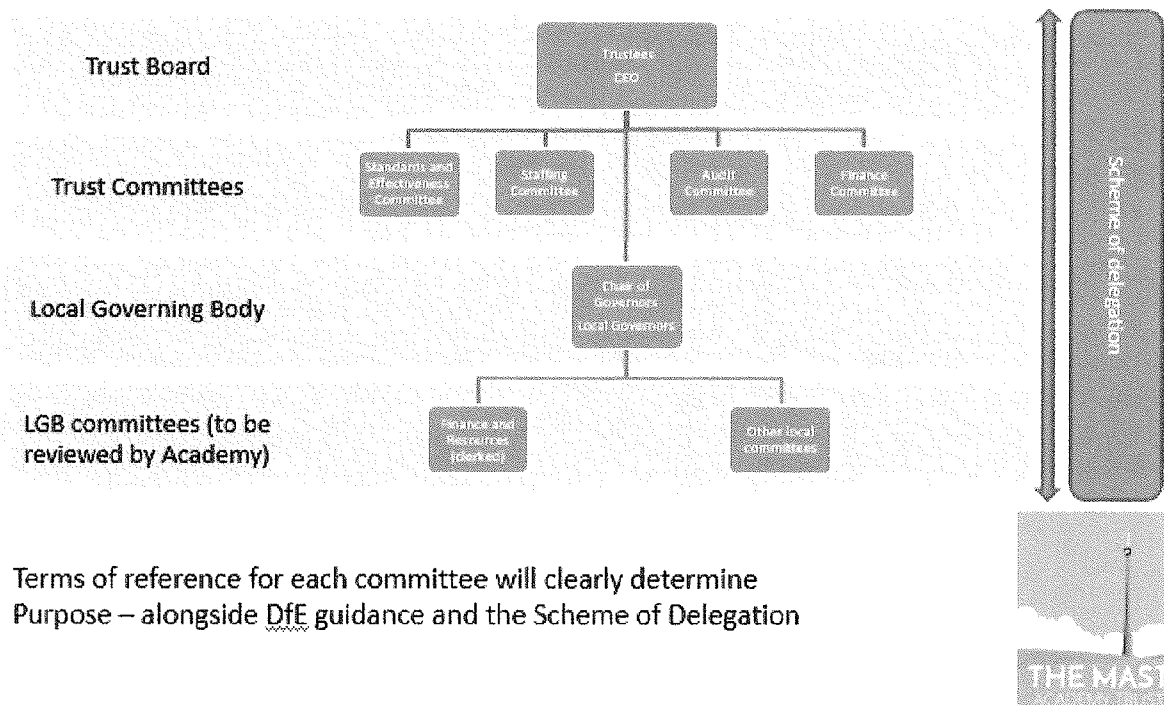 Trust Board
Trustees
CEO
Trust Committees
Standards and
Effectiveness
Committee
Staffing
Committee
Audit
Committee
Finance
Committee
Local Governing Body
Chair of
Governors
Local Governors
LGB committees (to be
reviewed by Academy)
Finance and
Resources
(clerked)
Other local
committees
Scheme of delegation
Terms of reference for each committee will clearly determine
Purpose – alongside DfE guidance and the Scheme of Delegation
THE MAST